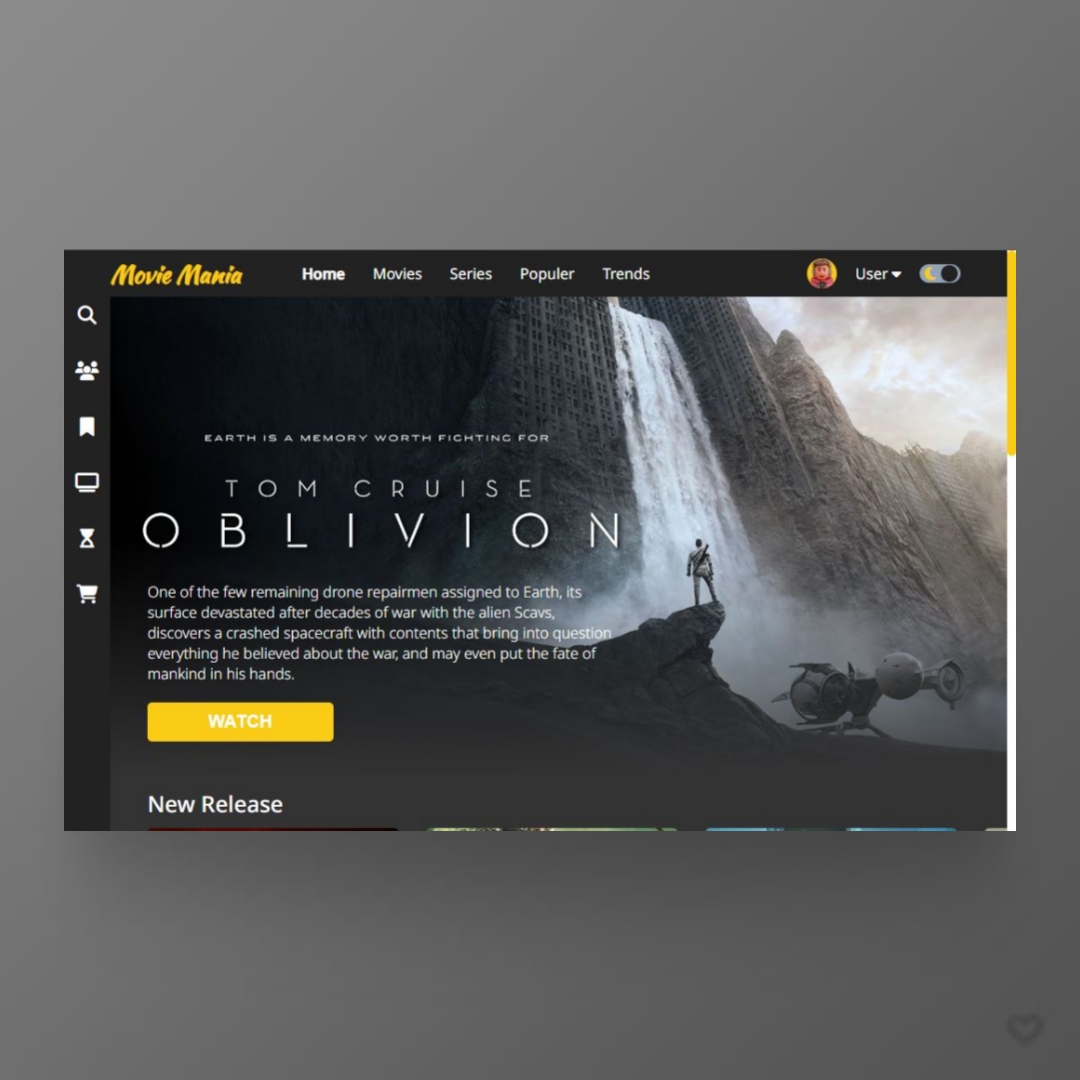 Movie Mania
Home Movies Series Populer Trends
User
EARTH IS A MEMORY WORTH FIGHTING FOR
TOM CRUISE
OBLIVION
One of the few remaining drone repairmen assigned to Earth, its
surface devastated after decades of war with the alien Scavs,
discovers a crashed spacecraft with contents that bring into question
everything he believed about the war, and may even put the fate of
mankind in his hands.
WATCH
New Release